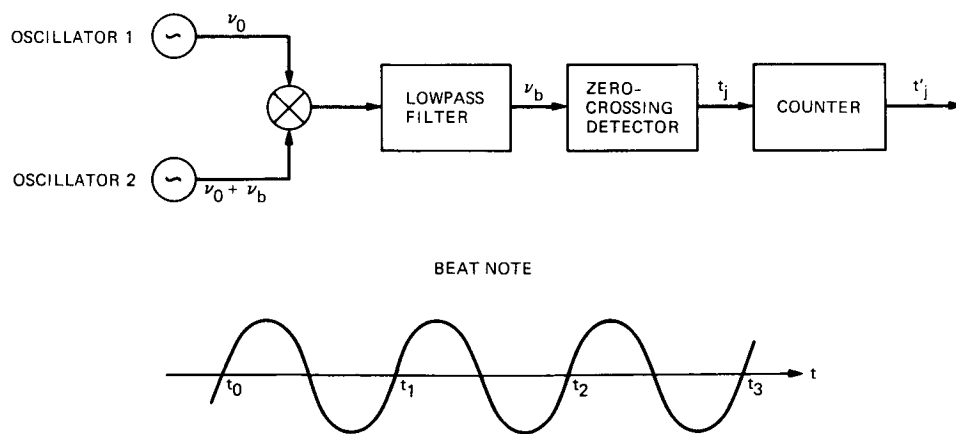 OSCILLATOR 1
ν0
LOWPASS
FILTER
νb
ZERO-
CROSSING
DETECTOR
tj
COUNTER
t'j
OSCILLATOR 2
ν0 + νb
BEAT NOTE
t0
t1
t2
t3
t